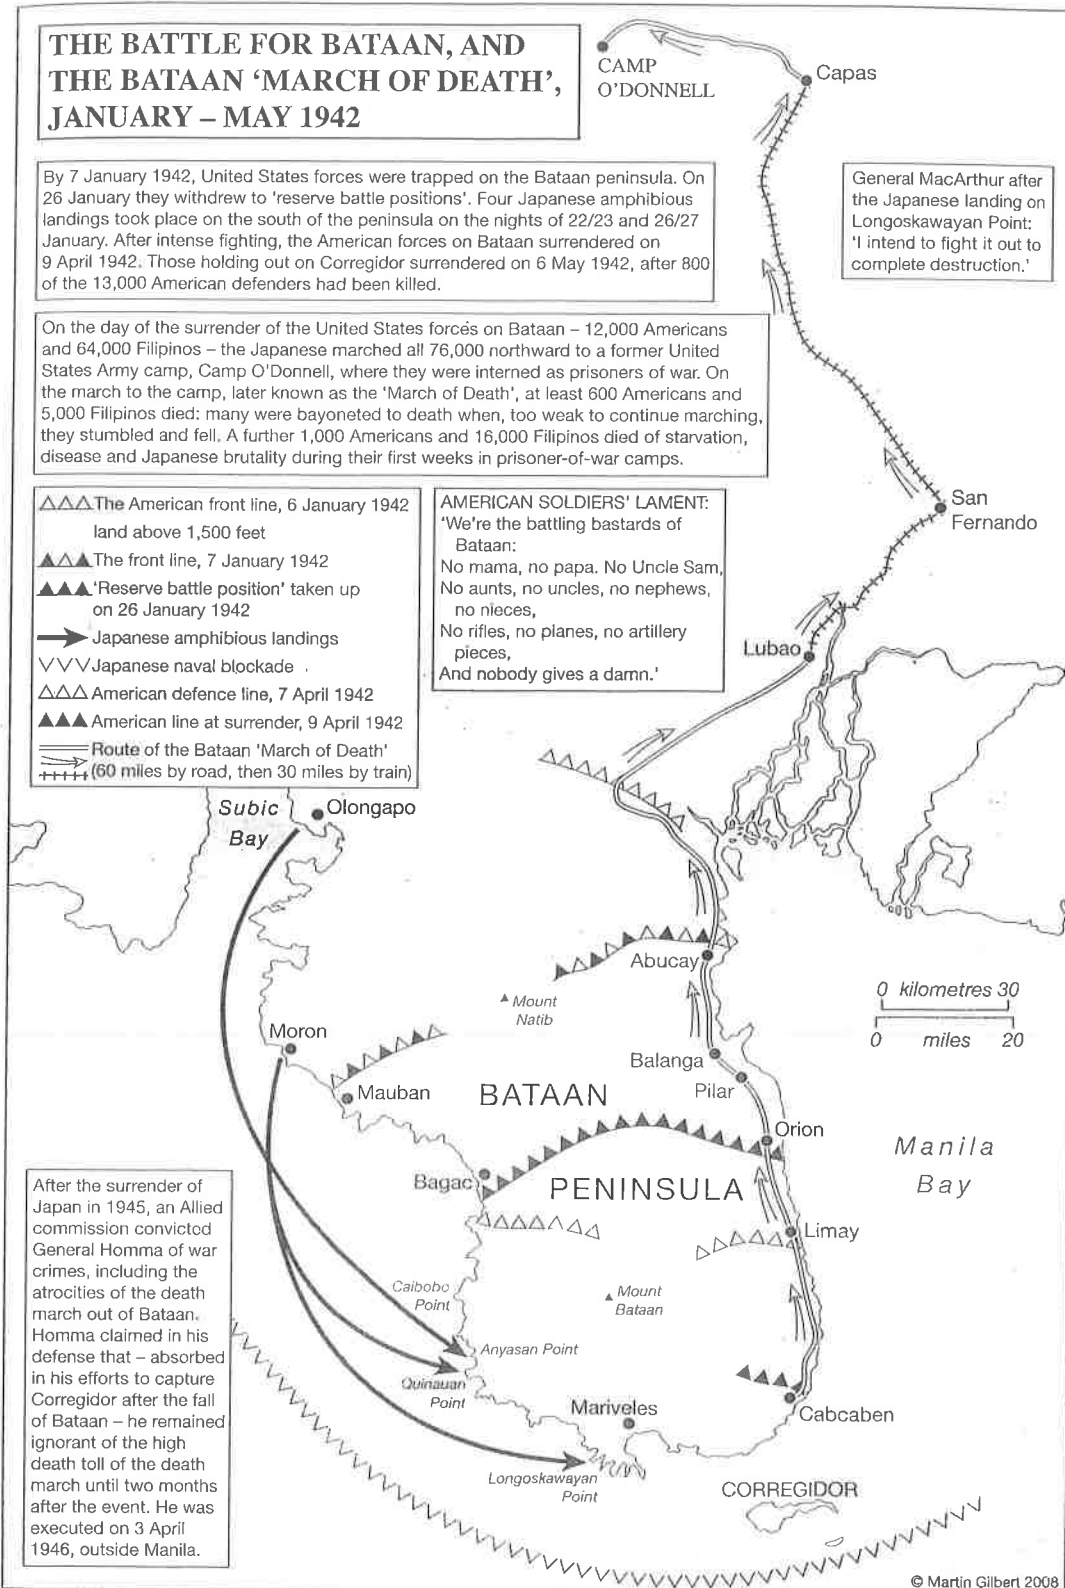 THE BATTLE FOR BATAAN, AND
THE BATAAN ‘MARCH OF DEATH’,
JANUARY – MAY 1942
CAMP
O’DONNELL
Capas
By 7 January 1942, United States forces were trapped on the Bataan peninsula. On
26 January they withdrew to ‘reserve battle positions’. Four Japanese amphibious
landings took place on the south of the peninsula on the nights of 22/23 and 26/27
January. After intense fighting, the American forces on Bataan surrendered on
9 April 1942. Those holding out on Corregidor surrendered on 6 May 1942, after 800
of the 13,000 American defenders had been killed.
General MacArthur after
the Japanese landing on
Longoskawayan Point:
‘I intend to fight it out to
complete destruction.’
On the day of the surrender of the United States forces on Bataan – 12,000 Americans
and 64,000 Filipinos – the Japanese marched all 76,000 northward to a former United
States Army camp, Camp O’Donnell, where they were interned as prisoners of war. On
the march to the camp, later known as the ‘March of Death’, at least 600 Americans and
5,000 Filipinos died: many were bayoneted to death when, too weak to continue marching,
they stumbled and fell. A further 1,000 Americans and 16,000 Filipinos died of starvation,
disease and Japanese brutality during their first weeks in prisoner-of-war camps.
The American front line, 6 January 1942
land above 1,500 feet
The front line, 7 January 1942
‘Reserve battle position’ taken up
on 26 January 1942
Japanese amphibious landings
Japanese naval blockade
American defence line, 7 April 1942
American line at surrender, 9 April 1942
Route of the Bataan ‘March of Death’
(60 miles by road, then 30 miles by train)
AMERICAN SOLDIERS’ LAMENT:
‘We’re the battling bastards of
Bataan:
No mama, no papa. No Uncle Sam,
No aunts, no uncles, no nephews,
no nieces,
No rifles, no planes, no artillery
pieces,
And nobody gives a damn.’
San
Fernando
Lubao
Subic
Bay
Olongapo
Abucay
Mount
Natib
0 kilometres 30
0 miles 20
Moron
Balanga
Pilar
Mauban
BATAAN
Orion
Manila
Bay
Bagac
PENINSULA
Limay
After the surrender of
Japan in 1945, an Allied
commission convicted
General Homma of war
crimes, including the
atrocities of the death
march out of Bataan.
Homma claimed in his
defense that – absorbed
in his efforts to capture
Corregidor after the fall
of Bataan – he remained
ignorant of the high
death toll of the death
march until two months
after the event. He was
executed on 3 April
1946, outside Manila.
Caibobo
Point
Mount
Bataan
Anyasan Point
Quinauan
Point
Mariveles
Cabcaben
Longoskawayan
Point
CORREGIDOR
© Martin Gilbert 2008